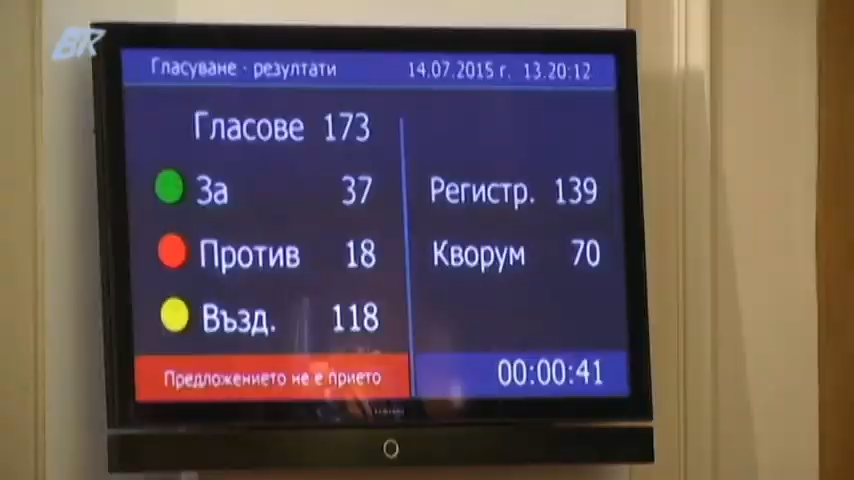 BR
Гласуване - резултати 14.07.2015 г. 13.20:12
Гласове 173
За 37
Против 18
Възд. 118
Регистр. 139
Кворум 70
Предложението не е прието
00:00:41
SAMSUNG